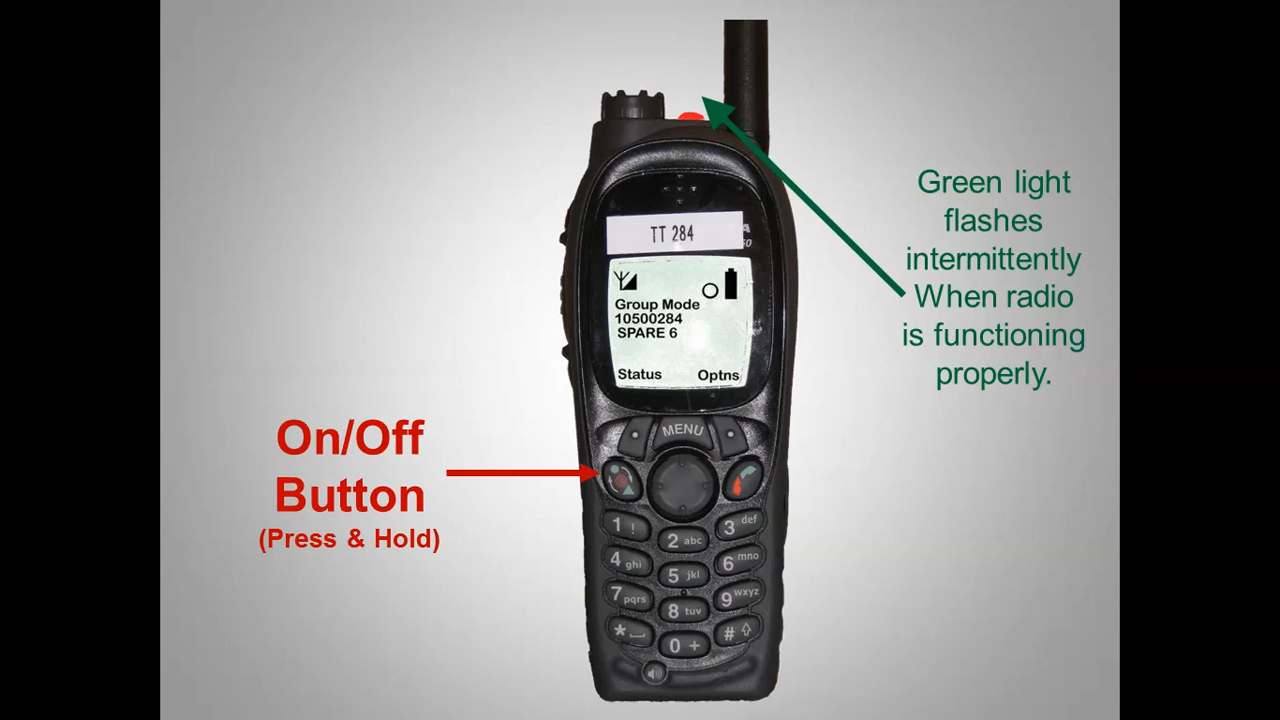 TT 284
A
50
Group Mode
10500284
SPARE 6
Status Optns
Green light
flashes
intermittently
When radio
is functioning
properly.
On/Off
Button
(Press & Hold)
MENU
1 !
2 abc
3 def
4 ghi
5 jkl
6 mno
7 pqrs
8 tuv
9 wxyz
*
0 +
#